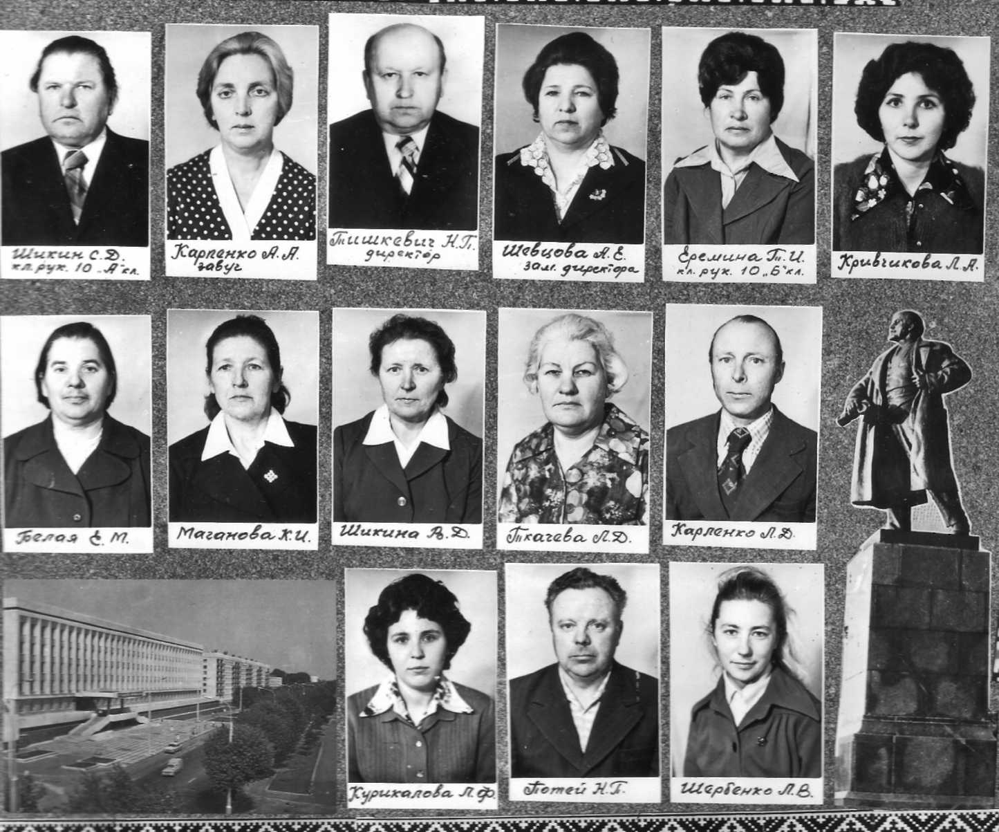 Шикин С.Д.
кл. рук. 10 „А" кл.
Карпенко А.А.
завуч
Тишкевич Н.П.
директор
Шевцова А.Е.
зам. директора
Еремина Т.И.
кл. рук. 10 „Б" кл.
Кривчикова Л.А.
Белая Е.М.
Маганова К.И.
Шикина В.Д.
Ткачева Л.Д.
Карпенко Л.Д.
Курикалова Л.Ф.
Потей Н.П.
Щербенко Л.В.